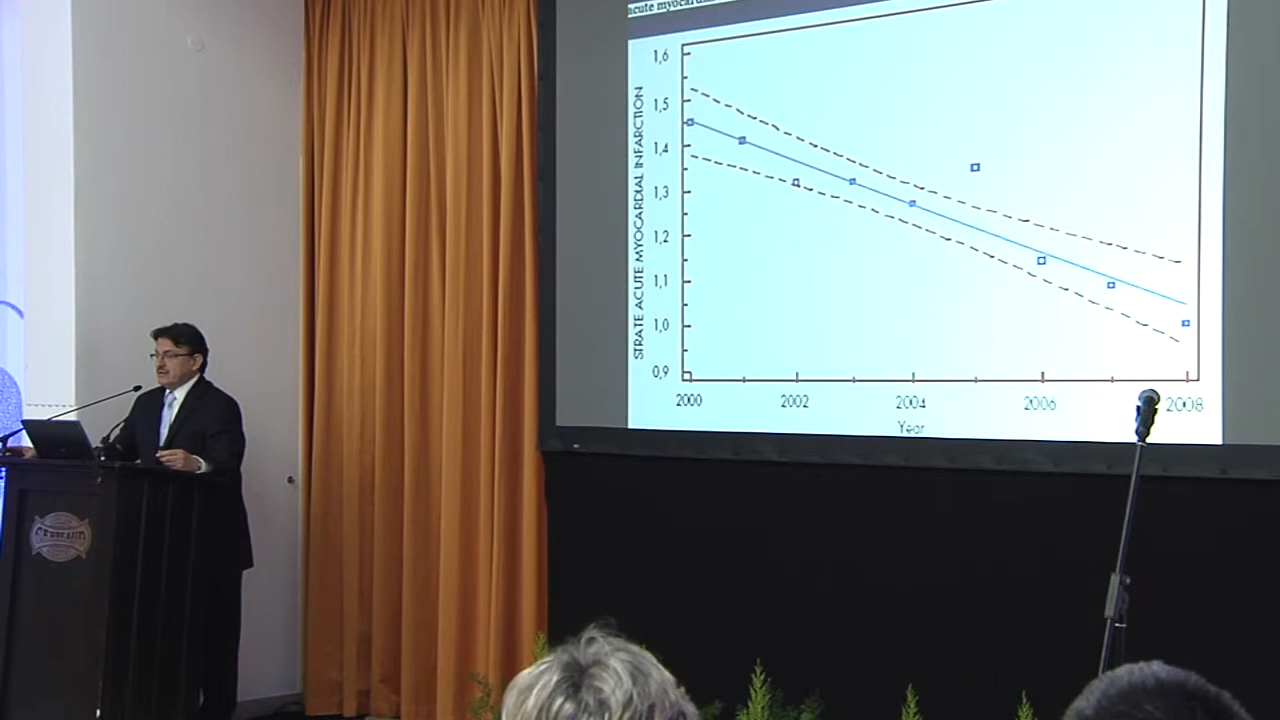 acute myocardi
1,6
1,5
1,4
1,3
1,2
1,1
1,0
0,9
STRATE ACUTE MYOCARDIAL INFARCTION
2000 2002 2004 2006 2008
Year